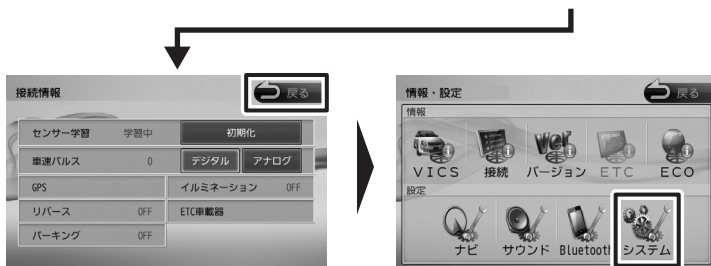 接続情報
戻る
センサー学習 学習中 初期化
車速パルス 0 デジタル アナログ
GPS イルミネーション OFF
リバース OFF ETC車載器
パーキング OFF
情報・設定
戻る
情報
VICS 接続 バージョン ETC ECO
Ver
設定
ナビ サウンド Bluetooth システム